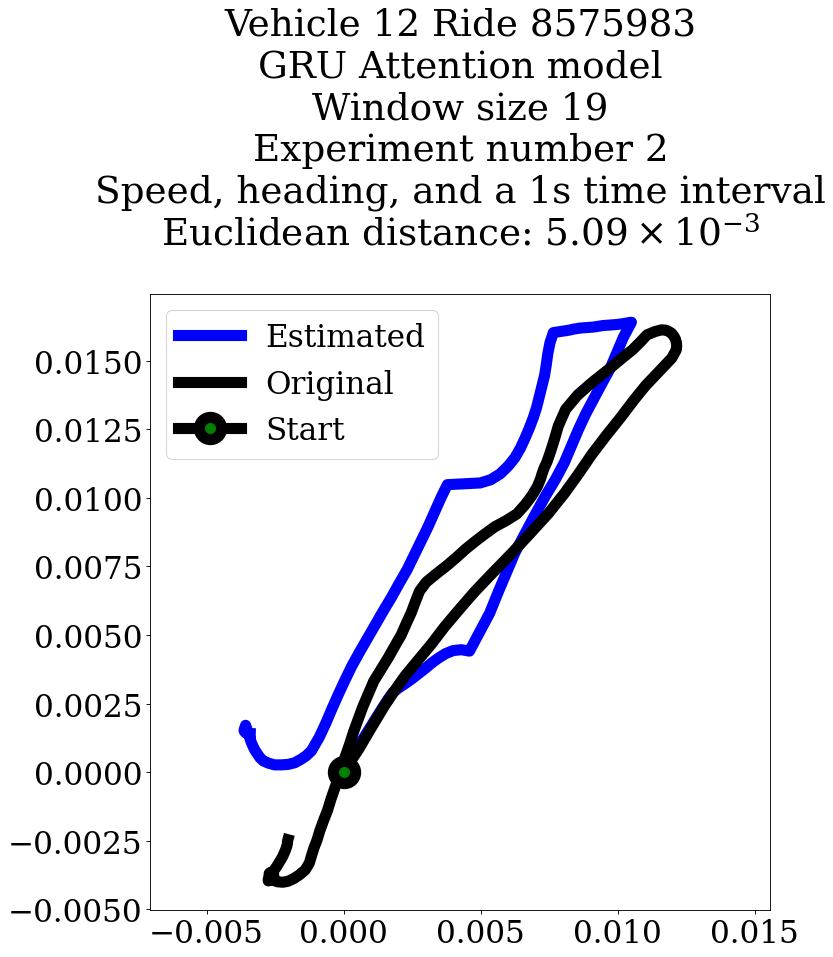 Vehicle 12 Ride 8575983
GRU Attention model
Window size 19
Experiment number 2
Speed, heading, and a 1s time interval
Euclidean distance: 5.09 × 10⁻³
Estimated
Original
Start
0.0150
0.0125
0.0100
0.0075
0.0050
0.0025
0.0000
−0.0025
−0.0050
−0.005 0.000 0.005 0.010 0.015